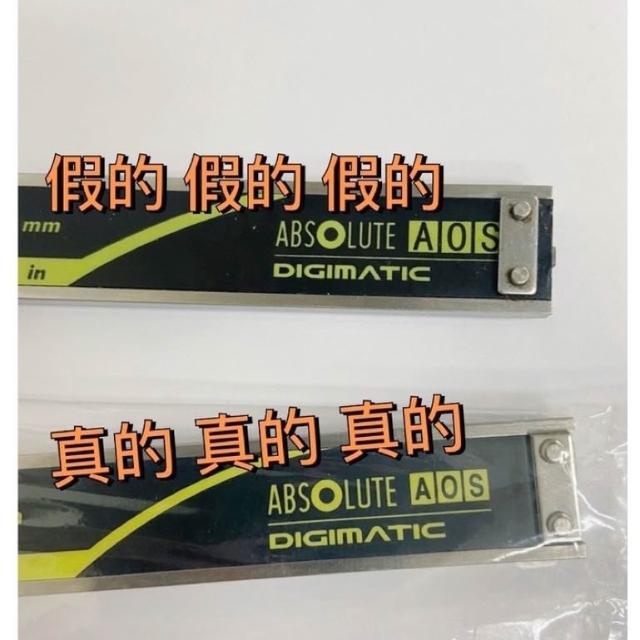 假的 假的 假的
mm
ABSOLUTE AOS
in
DIGIMATIC
真的 真的 真的
ABSOLUTE AOS
DIGIMATIC